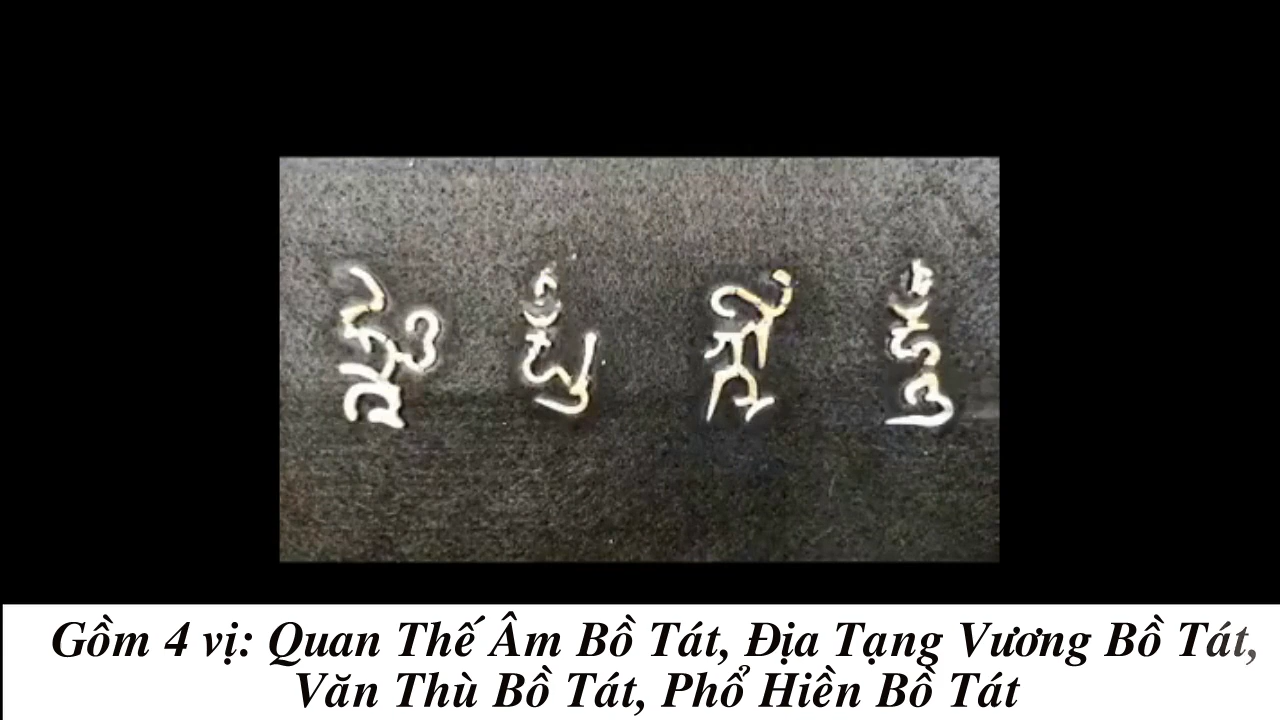 Gồm 4 vị: Quan Thế Âm Bồ Tát, Địa Tạng Vương Bồ Tát,
Văn Thù Bồ Tát, Phổ Hiền Bồ Tát